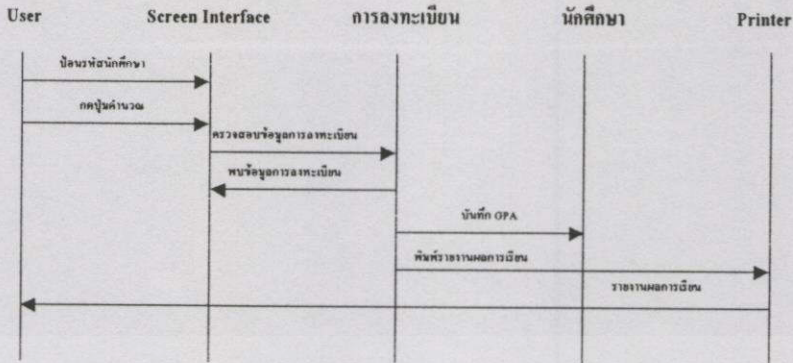 User Screen Interface การลงทะเบียน นักศึกษา Printer
ป้อนรหัสนักศึกษา
กดปุ่มคำนวณ
ตรวจสอบข้อมูลการลงทะเบียน
พบข้อมูลการลงทะเบียน
บันทึก GPA
พิมพ์รายงานผลการเรียน
รายงานผลการเรียน